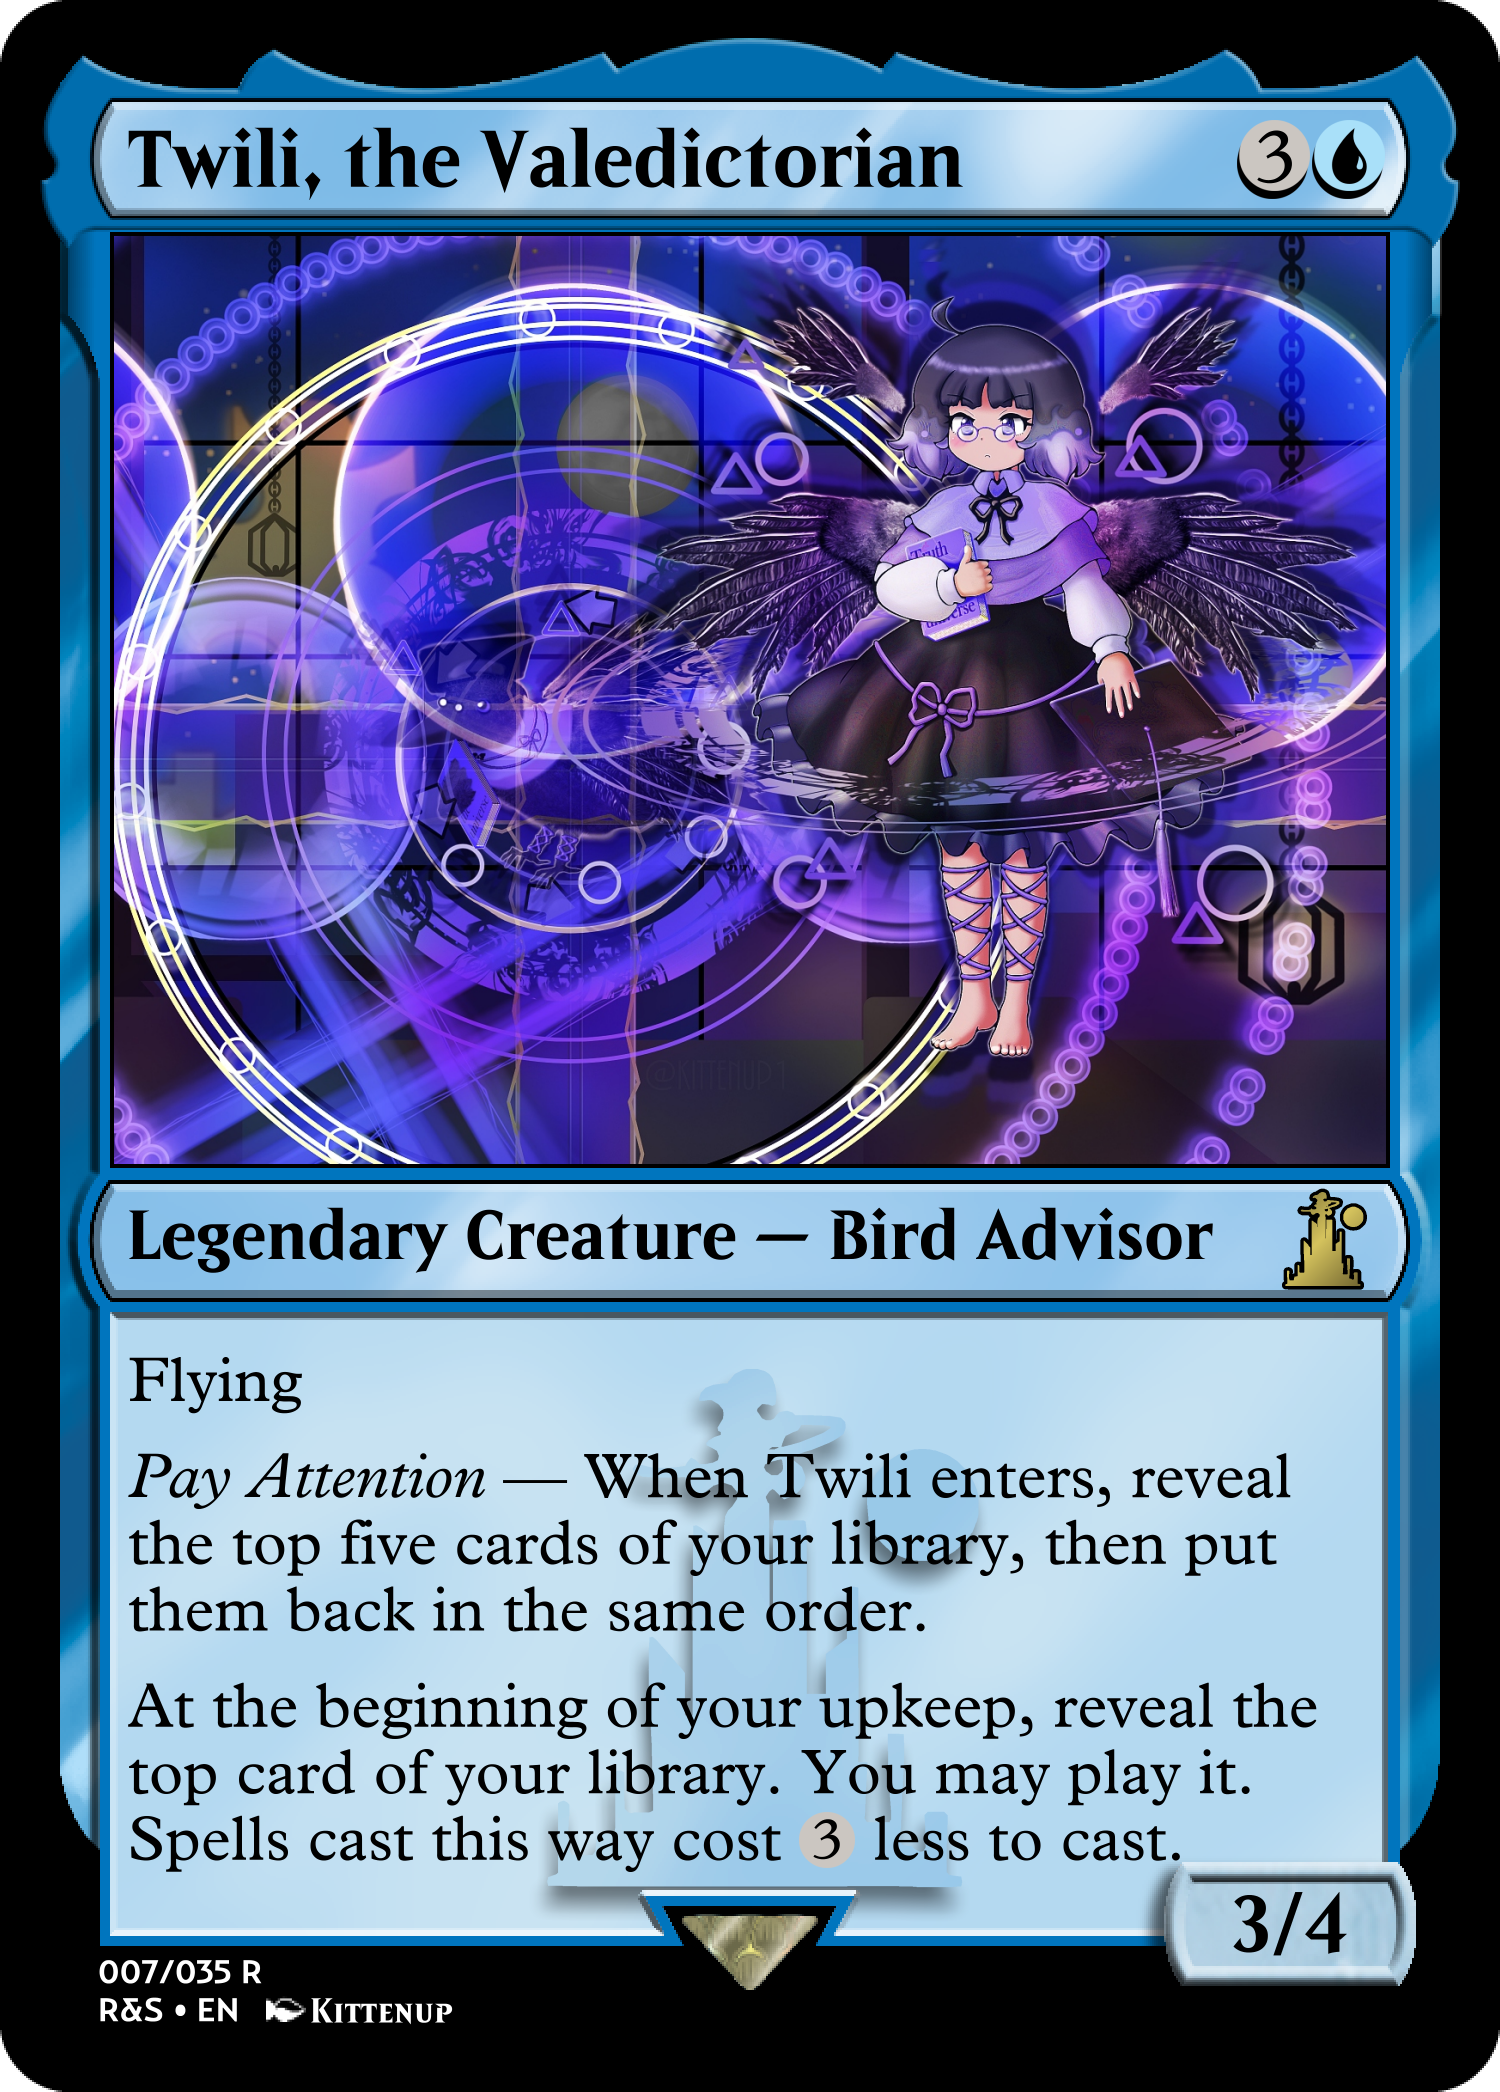 Twili, the Valedictorian 3
Truth
universe
@KITTENUP1
Legendary Creature — Bird Advisor
Flying
Pay Attention — When Twili enters, reveal
the top five cards of your library, then put
them back in the same order.
At the beginning of your upkeep, reveal the
top card of your library. You may play it.
Spells cast this way cost 3 less to cast.
3/4
007/035 R
R&S • EN KITTENUP